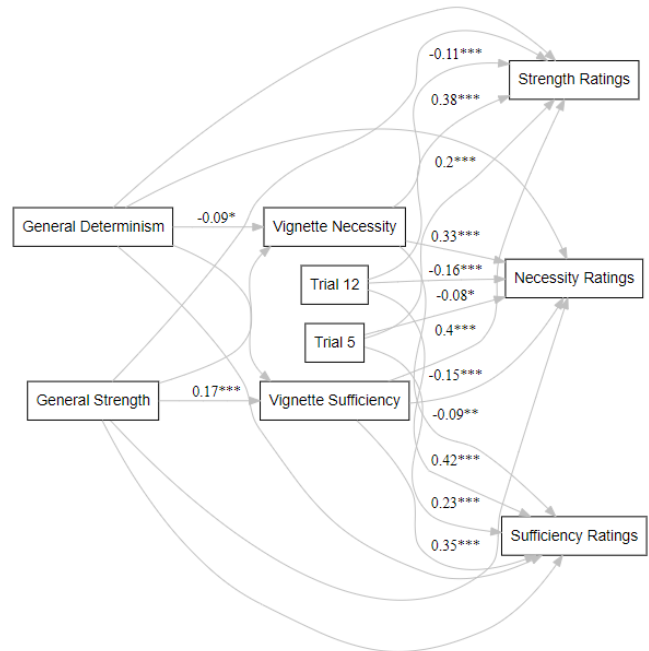 -0.11***
Strength Ratings
0.38***
0.2***
General Determinism
-0.09*
Vignette Necessity
0.33***
Trial 12
-0.16***
Necessity Ratings
-0.08*
Trial 5
0.4***
-0.15***
General Strength
0.17***
Vignette Sufficiency
-0.09**
0.42***
0.23***
Sufficiency Ratings
0.35***